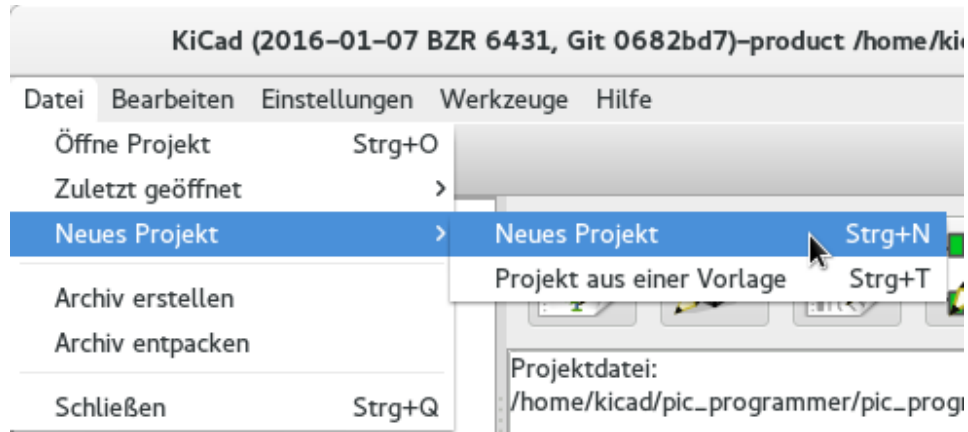 KiCad (2016-01-07 BZR 6431, Git 0682bd7)-product /home/
Datei Bearbeiten Einstellungen Werkzeuge Hilfe
Öffne Projekt Strg+O
Zuletzt geöffnet >
Neues Projekt > Neues Projekt Strg+N
Projekt aus einer Vorlage Strg+T
Archiv erstellen
Archiv entpacken
Projektdatei:
/home/kicad/pic_programmer/
Schließen Strg+Q